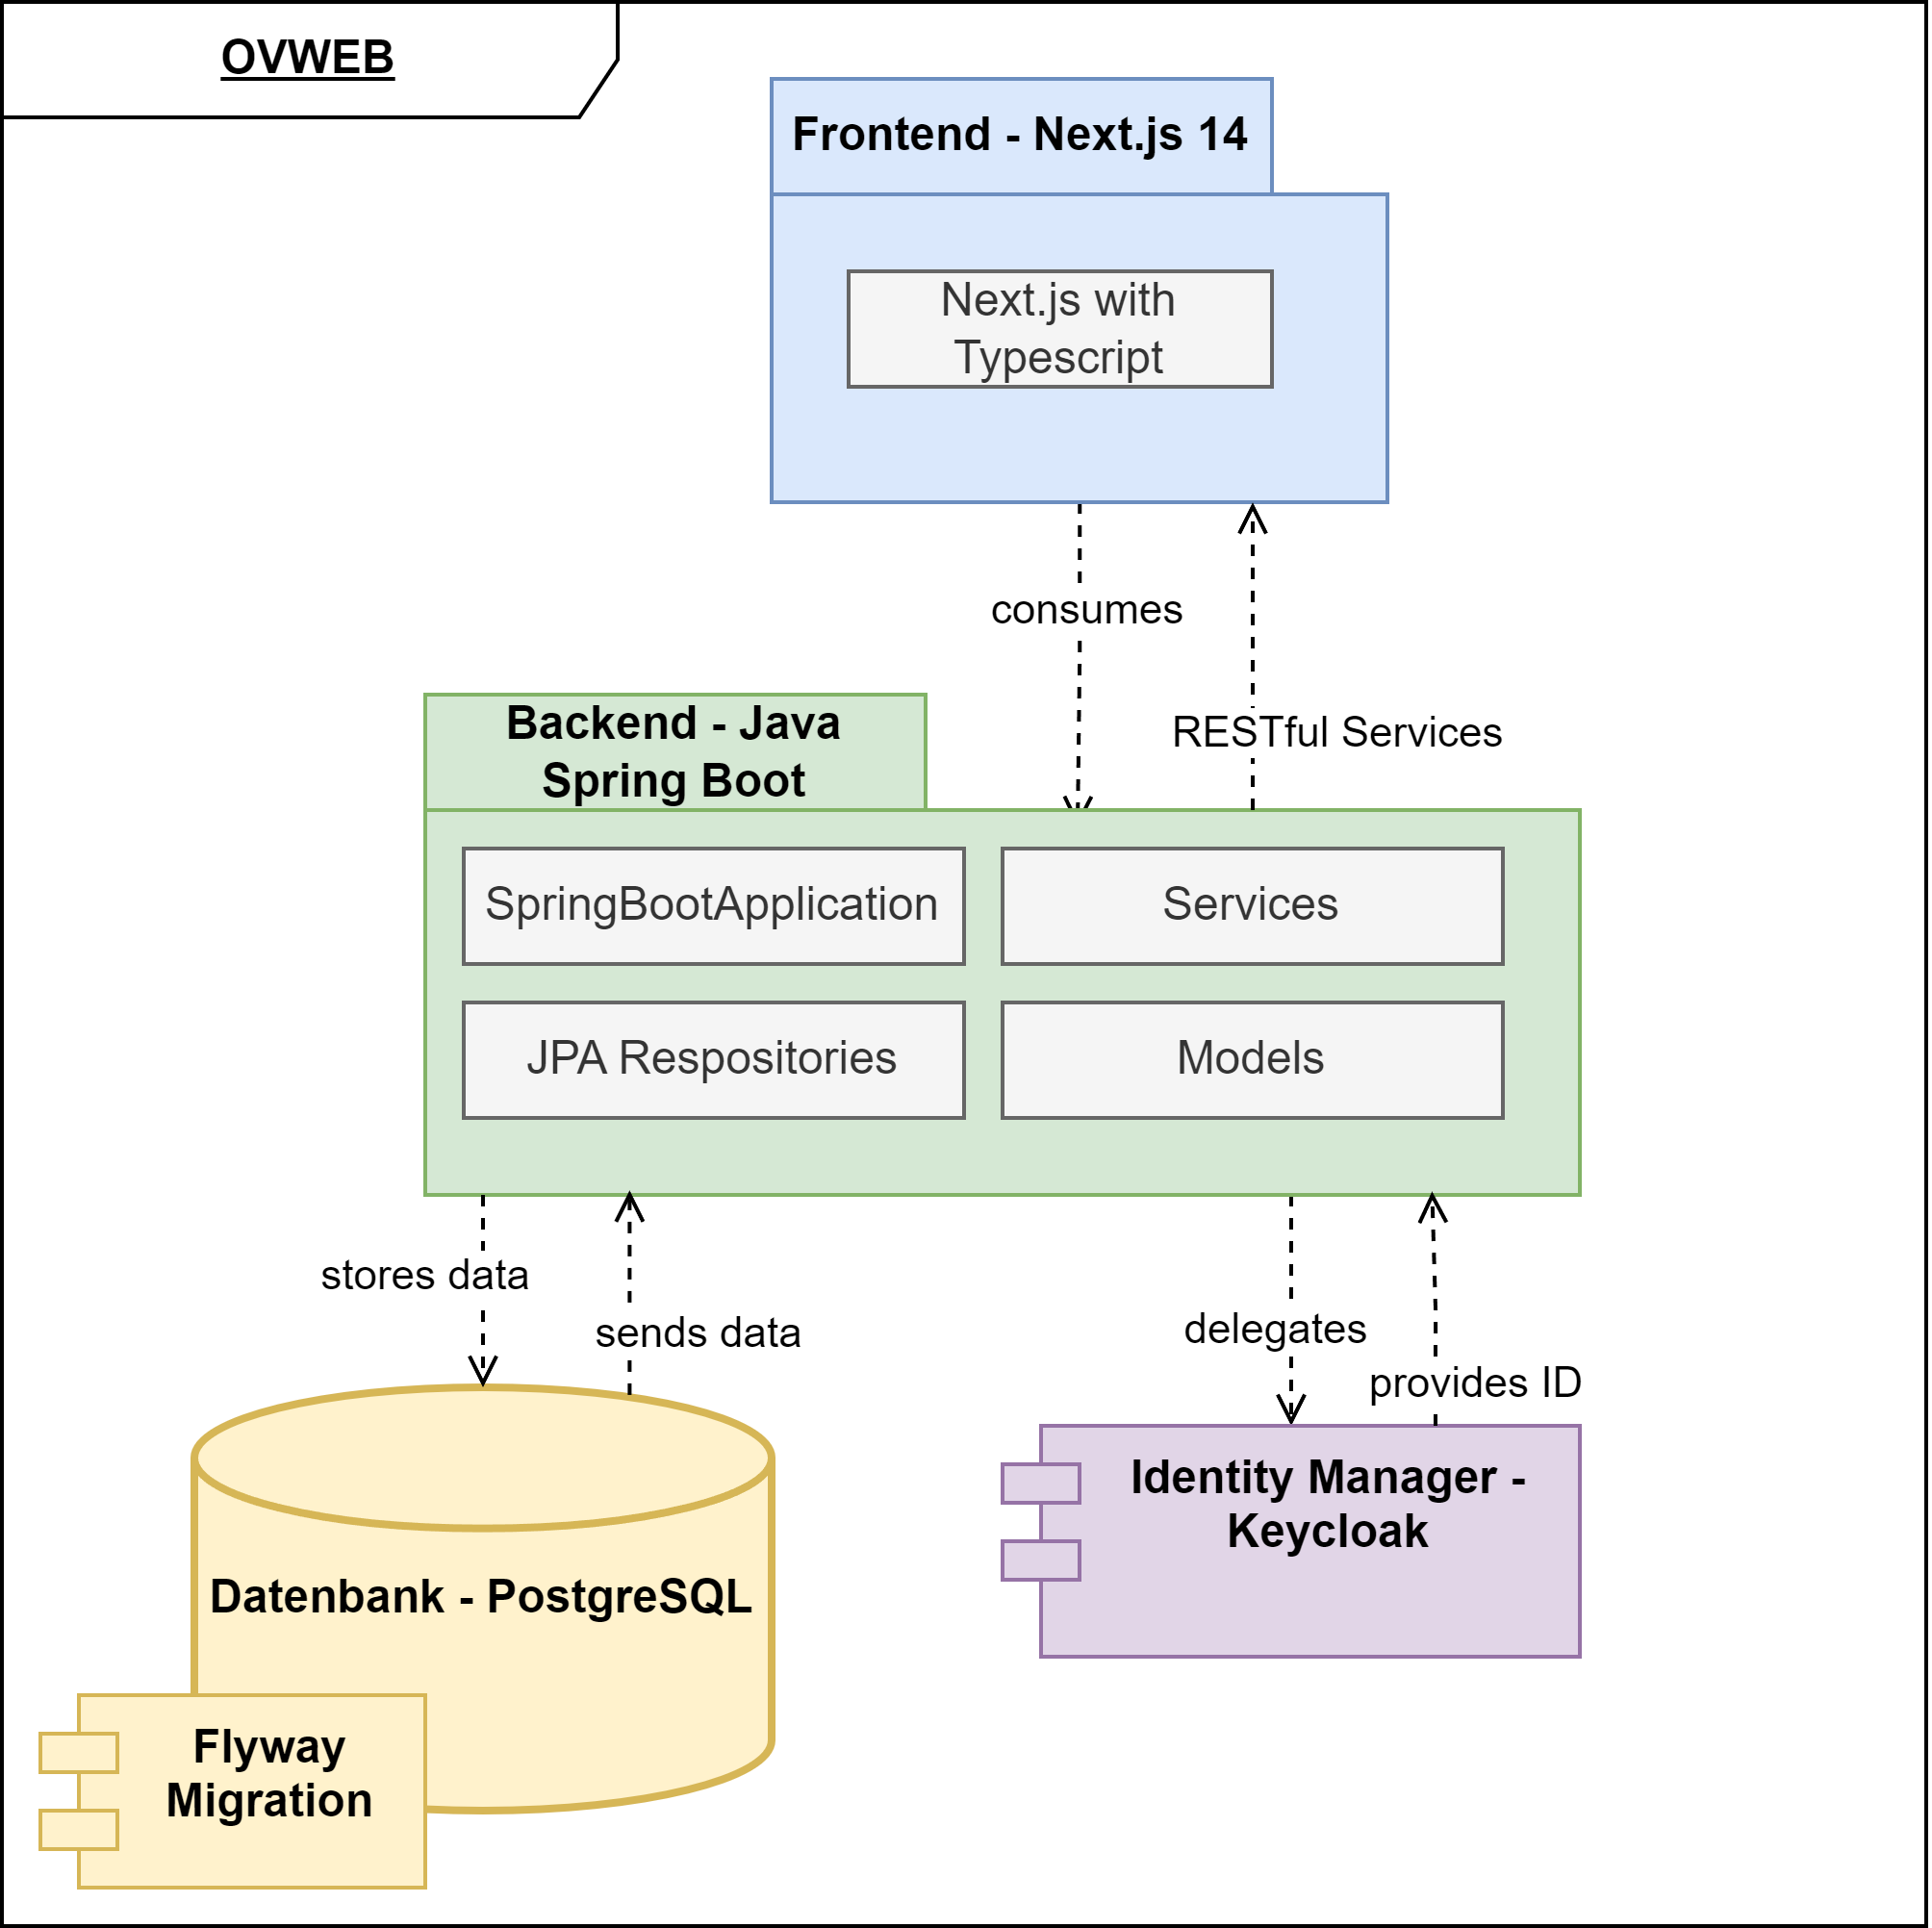 OVWEB
Frontend - Next.js 14
Next.js with
Typescript
consumes
RESTful Services
Backend - Java
Spring Boot
SpringBootApplication
Services
JPA Respositories
Models
stores data
sends data
delegates
provides ID
Identity Manager -
Keycloak
Datenbank - PostgreSQL
Flyway
Migration